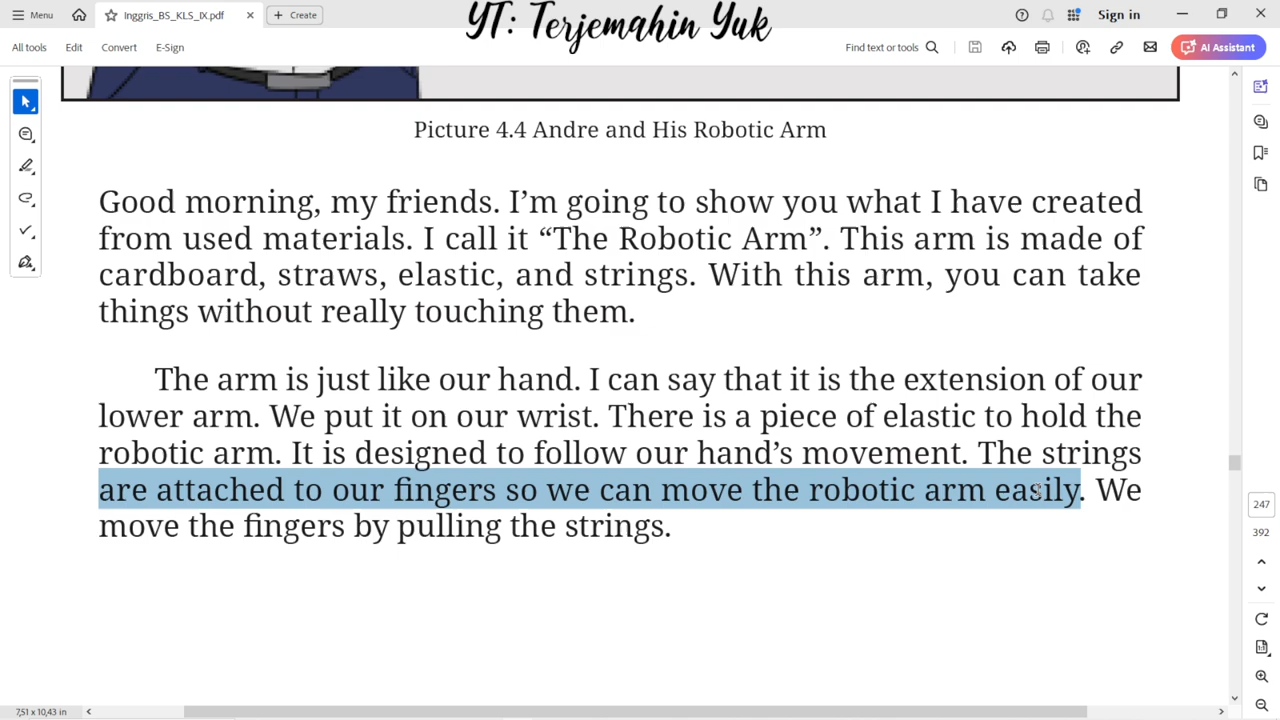 Menu
Inggris_BS_KLS_IX.pdf
Create
YT: Terjemahin Yuk
Sign in
All tools
Edit
Convert
E-Sign
Find text or tools
AI Assistant
Picture 4.4 Andre and His Robotic Arm
Good morning, my friends. I’m going to show you what I have created
from used materials. I call it “The Robotic Arm”. This arm is made of
cardboard, straws, elastic, and strings. With this arm, you can take
things without really touching them.
The arm is just like our hand. I can say that it is the extension of our
lower arm. We put it on our wrist. There is a piece of elastic to hold the
robotic arm. It is designed to follow our hand’s movement. The strings
are attached to our fingers so we can move the robotic arm easily. We
move the fingers by pulling the strings.
247
392
7,51 x 10,43 in